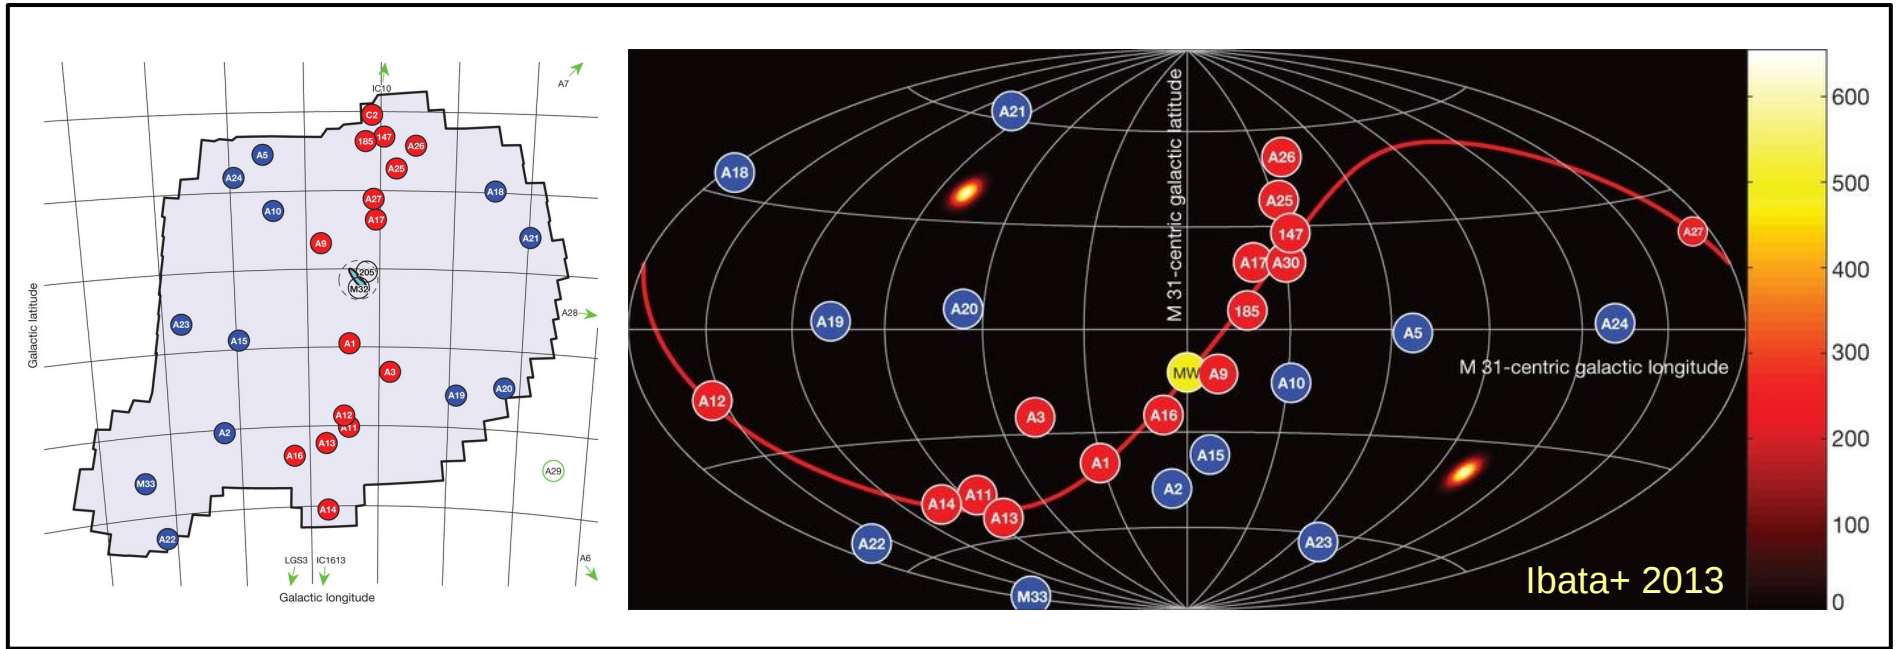 A7
IC10
C2
185
147
A26
A5
A25
A24
A18
A27
A10
A17
A21
A9
205
M32
Galactic latitude
A28
A23
A15
A1
A3
A19
A20
A12
A11
A2
A13
A16
A29
M33
A14
A22
LGS3
IC1613
A6
Galactic longitude
M 31-centric galactic latitude
A21
A26
A18
A25
147
A27
A17
A30
A20
185
A19
A24
A5
M 31-centric galactic longitude
MW
A9
A10
A12
A3
A16
A15
A1
A2
A11
A14
A13
A22
A23
M33
Ibata+ 2013
600
500
400
300
200
100
0